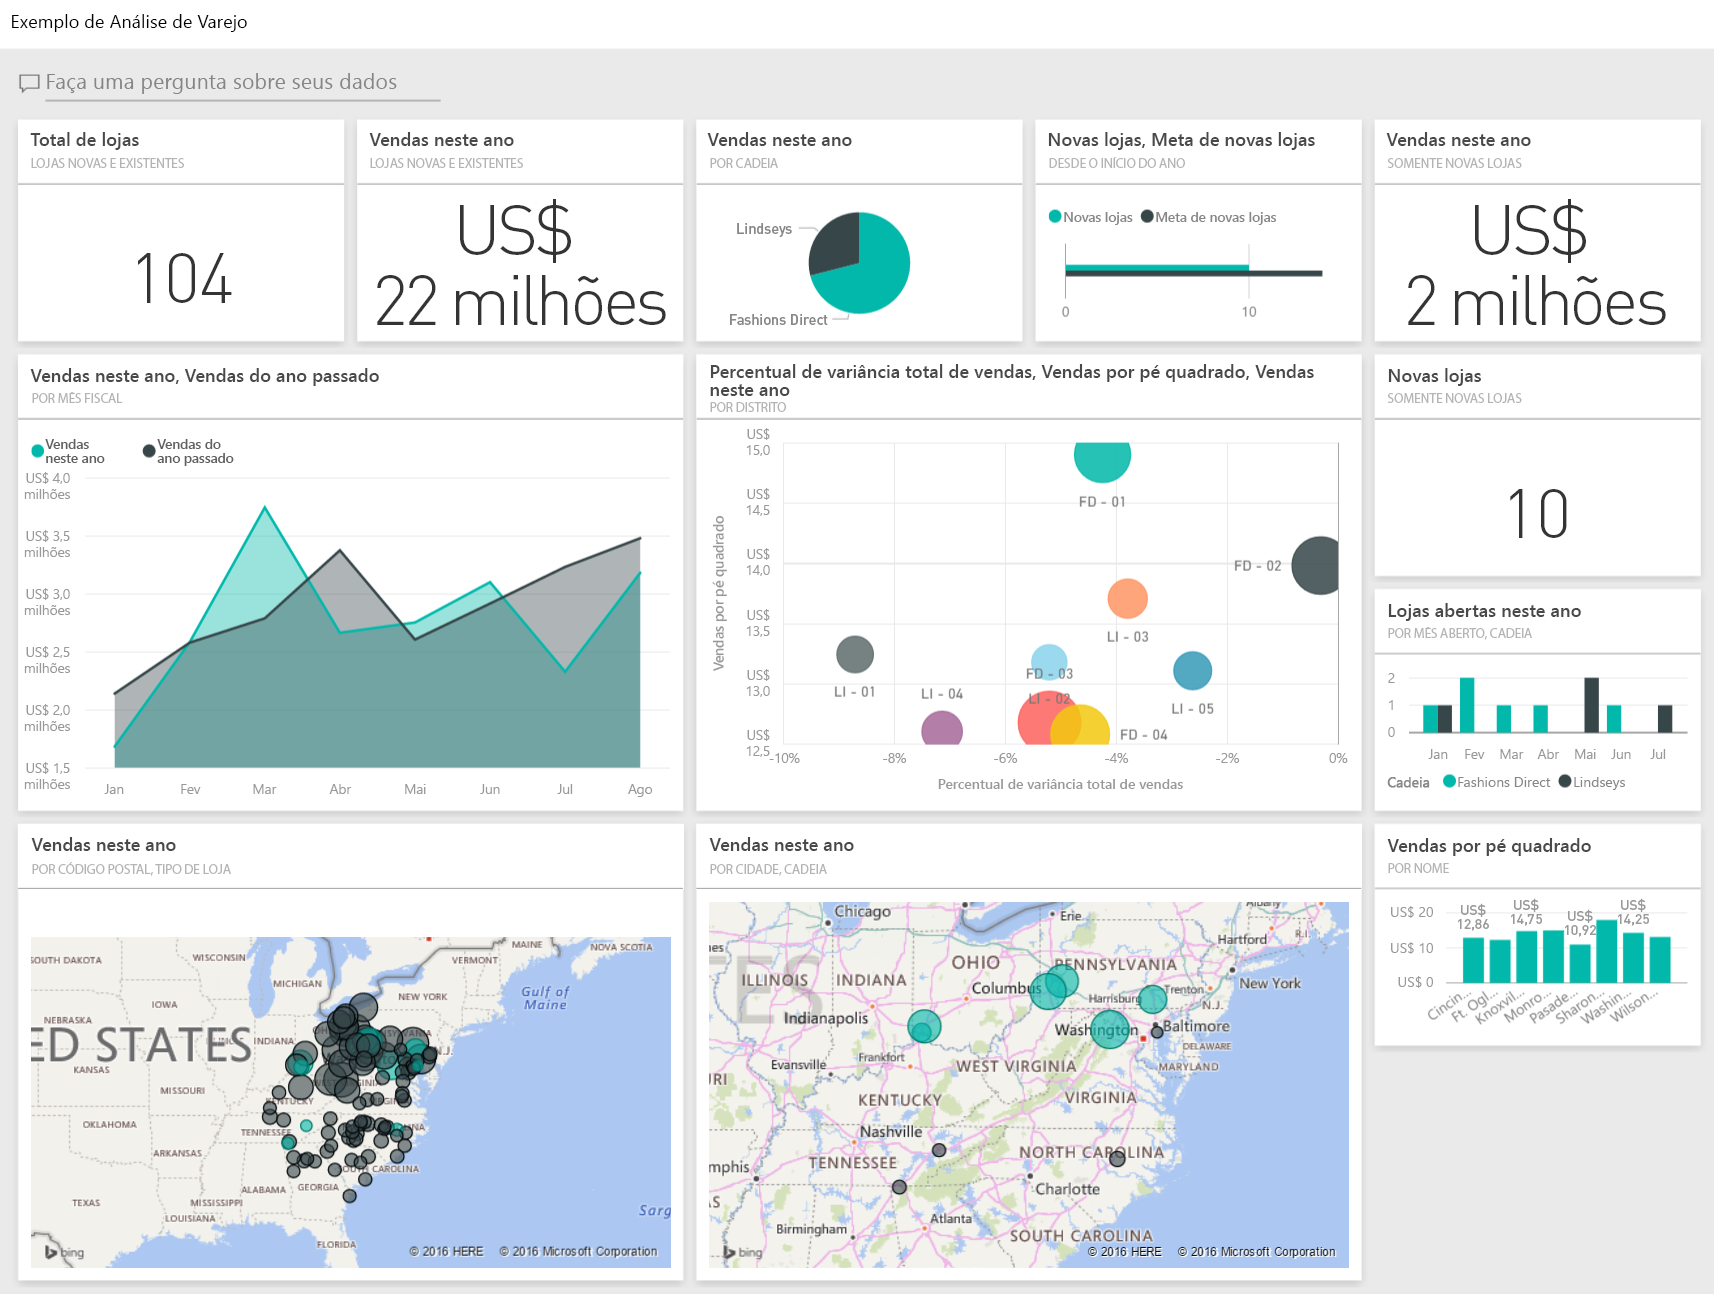 Exemplo de Análise de Varejo
Faça uma pergunta sobre seus dados
Total de lojas
LOJAS NOVAS E EXISTENTES
104
Vendas neste ano
LOJAS NOVAS E EXISTENTES
US$
22 milhões
Vendas neste ano
POR CADEIA
Lindseys
Fashions Direct
Novas lojas, Meta de novas lojas
DESDE O INÍCIO DO ANO
Novas lojas
Meta de novas lojas
0
10
Vendas neste ano
SOMENTE NOVAS LOJAS
US$
2 milhões
Vendas neste ano, Vendas do ano passado
POR MÊS FISCAL
Vendas
neste ano
Vendas do
ano passado
US$ 4,0
milhões
US$ 3,5
milhões
US$ 3,0
milhões
US$ 2,5
milhões
US$ 2,0
milhões
US$ 1,5
milhões
Jan Fev Mar Abr Mai Jun Jul Ago
Percentual de variância total de vendas, Vendas por pé quadrado, Vendas
neste ano
POR DISTRITO
Vendas por pé quadrado
US$
15,0
US$
14,5
US$
14,0
US$
13,5
US$
13,0
US$
12,5
FD - 01
FD - 02
LI - 03
FD - 03
LI - 01
LI - 04
LI - 02
LI - 05
FD - 04
-10% -8% -6% -4% -2% 0%
Percentual de variância total de vendas
Novas lojas
SOMENTE NOVAS LOJAS
10
Lojas abertas neste ano
POR MÊS ABERTO, CADEIA
2
1
0
Jan Fev Mar Abr Mai Jun Jul
Cadeia Fashions Direct Lindseys
Vendas neste ano
POR CÓDIGO POSTAL, TIPO DE LOJA
MAINE
NOVA SCOTIA
SOUTH DAKOTA
WISCONSIN
VERMONT
MICHIGAN
Gulf of
Maine
NEW YORK
IOWA
NEBRASKA
ED STATES
INDIANA
N.J.
KANSAS
MISSOURI
KENTUCKY
OKLAHOMA
TENNESSEE
ARKANSAS
CAROLINA
ALABAMA
GEORGIA
TEXAS
MISSISSIPPI
LOUISIANA
Sarg
FLORIDA
bing
© 2016 HERE © 2016 Microsoft Corporation
Vendas neste ano
POR CIDADE, CADEIA
Chicago
Erie
Albany
Hartford
R.I.
nes
OHIO
PENNSYLVANIA
ILLINOIS
INDIANA
ES
Columbus
Harrisburg
Trenton
New York
N.J.
Indianapolis
Washington
Baltimore
DELAWARE
Frankfort
Evansville
WEST VIRGINIA
MARYLAND
URI
KENTUCKY
VIRGINIA
Nashville
mphis
TENNESSEE
NORTH CAROLINA
Charlotte
AS
Birmingham
Atlanta
SOUTH CAROLINA
bing
© 2016 HERE © 2016 Microsoft Corporation
Vendas por pé quadrado
POR NOME
US$ 20
US$ 10
US$ 0
US$
12,86
US$
14,75
US$
10,92
US$
14,25
Cincin...
Ft. Ogl...
Knoxvil...
Monro...
Pasade...
Sharon...
Washin...
Wilson...